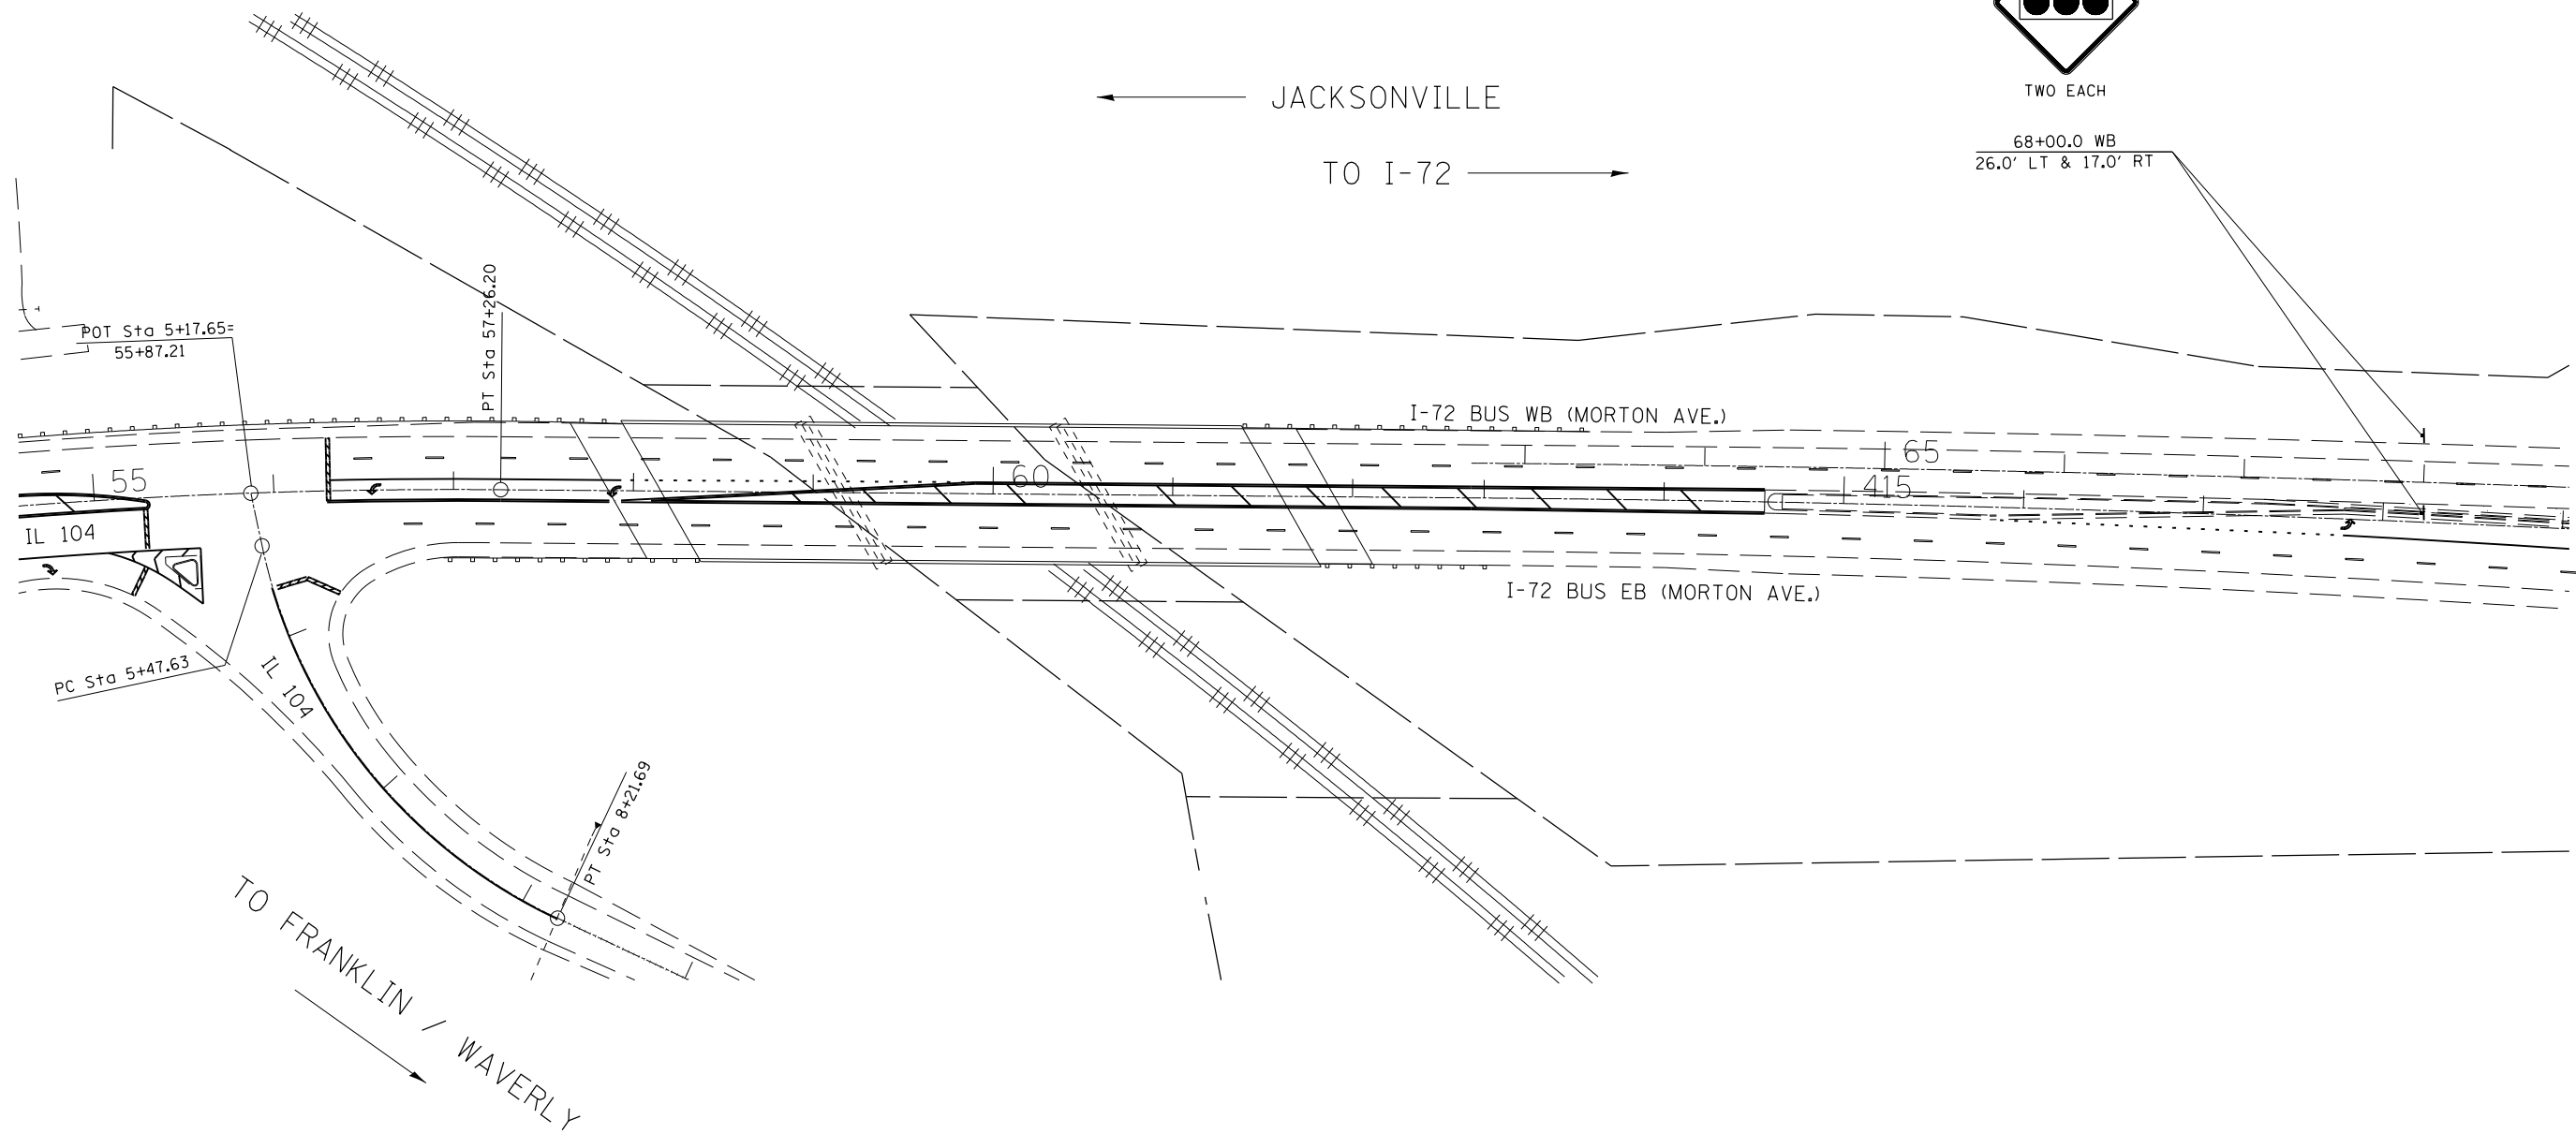 TWO EACH
JACKSONVILLE
68+00.0 WB
26.0' LT & 17.0' RT
TO I-72
POT Sta 5+17.65=
55+87.21
PT Sta 57+26.20
I-72 BUS WB (MORTON AVE.)
55
60
65
415
IL 104
I-72 BUS EB (MORTON AVE.)
PC Sta 5+47.63
IL 104
PT Sta 8+21.69
TO FRANKLIN / WAVERLY